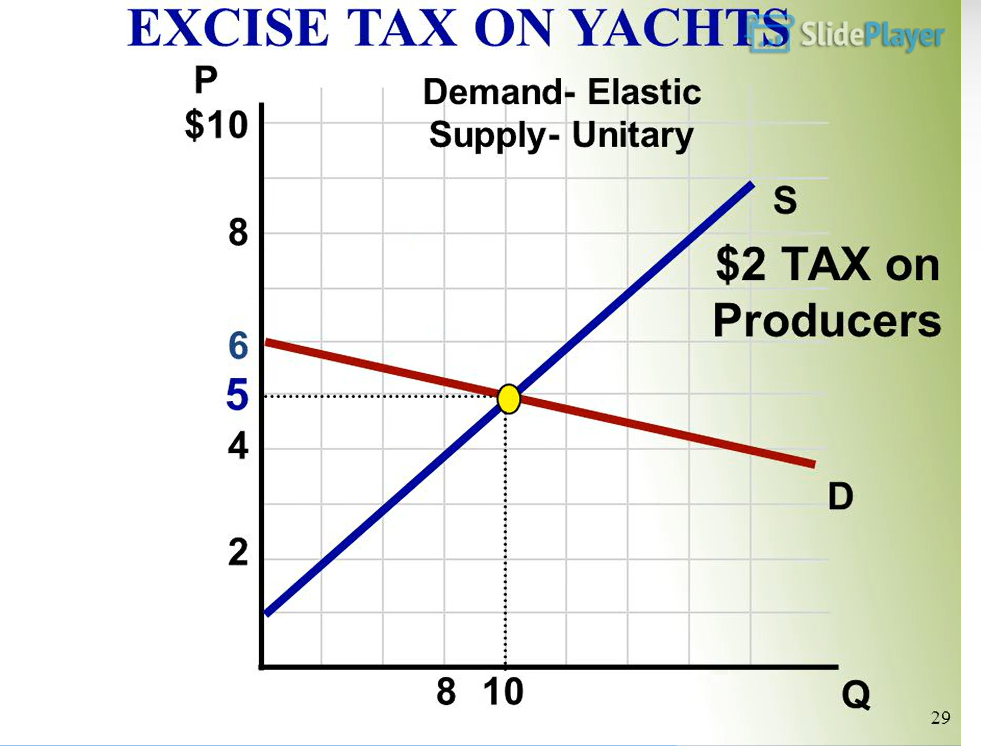 EXCISE TAX ON YACHTS
SlidePlayer
P
Demand- Elastic
Supply- Unitary
$10
S
8
$2 TAX on
Producers
6
5
4
D
2
8 10
Q
29